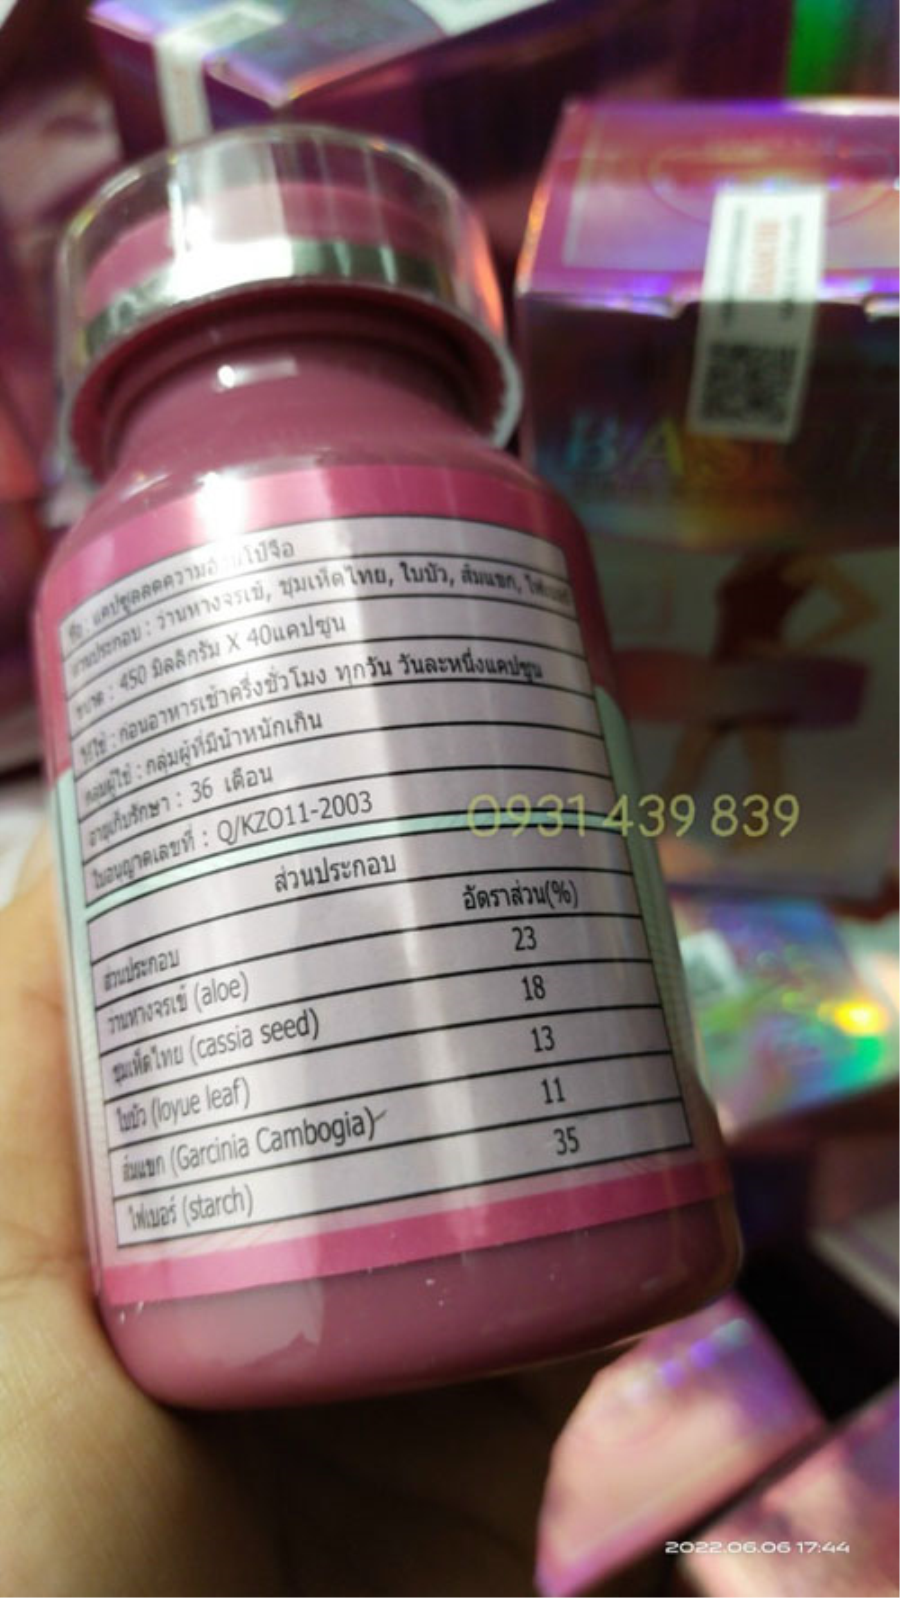 ชื่อ : แคปซูลลดความอ้วนโป๋จือ
ส่วนประกอบ : ว่านหางจรเข้, ชุมเห็ดไทย, ใบบัว, ส้มแขก, ไฟเบอร์
ขนาด : 450 มิลลิกรัม X 40แคปซูน
วิธีใช้ : ก่อนอาหารเช้าครึ่งชั่วโมง ทุกวัน วันละหนึ่งแคปซูน
กลุ่มผู้ใช้ : กลุ่มผู้ที่มีน้ำหนักเกิน
อายุเก็บรักษา : 36 เดือน
ใบอนุญาตเลขที่ : Q/KZO11-2003
0931 439 839
ส่วนประกอบ
ส่วนประกอบ อัดราส่วน(%)
ว่านหางจรเข้ (aloe) 23
ชุมเห็ดไทย (cassia seed) 18
ใบบัว (loyue leaf) 13
ส้มแขก (Garcinia Cambogia) 11
ไฟเบอร์ (starch) 35
2022.06.06 17:44